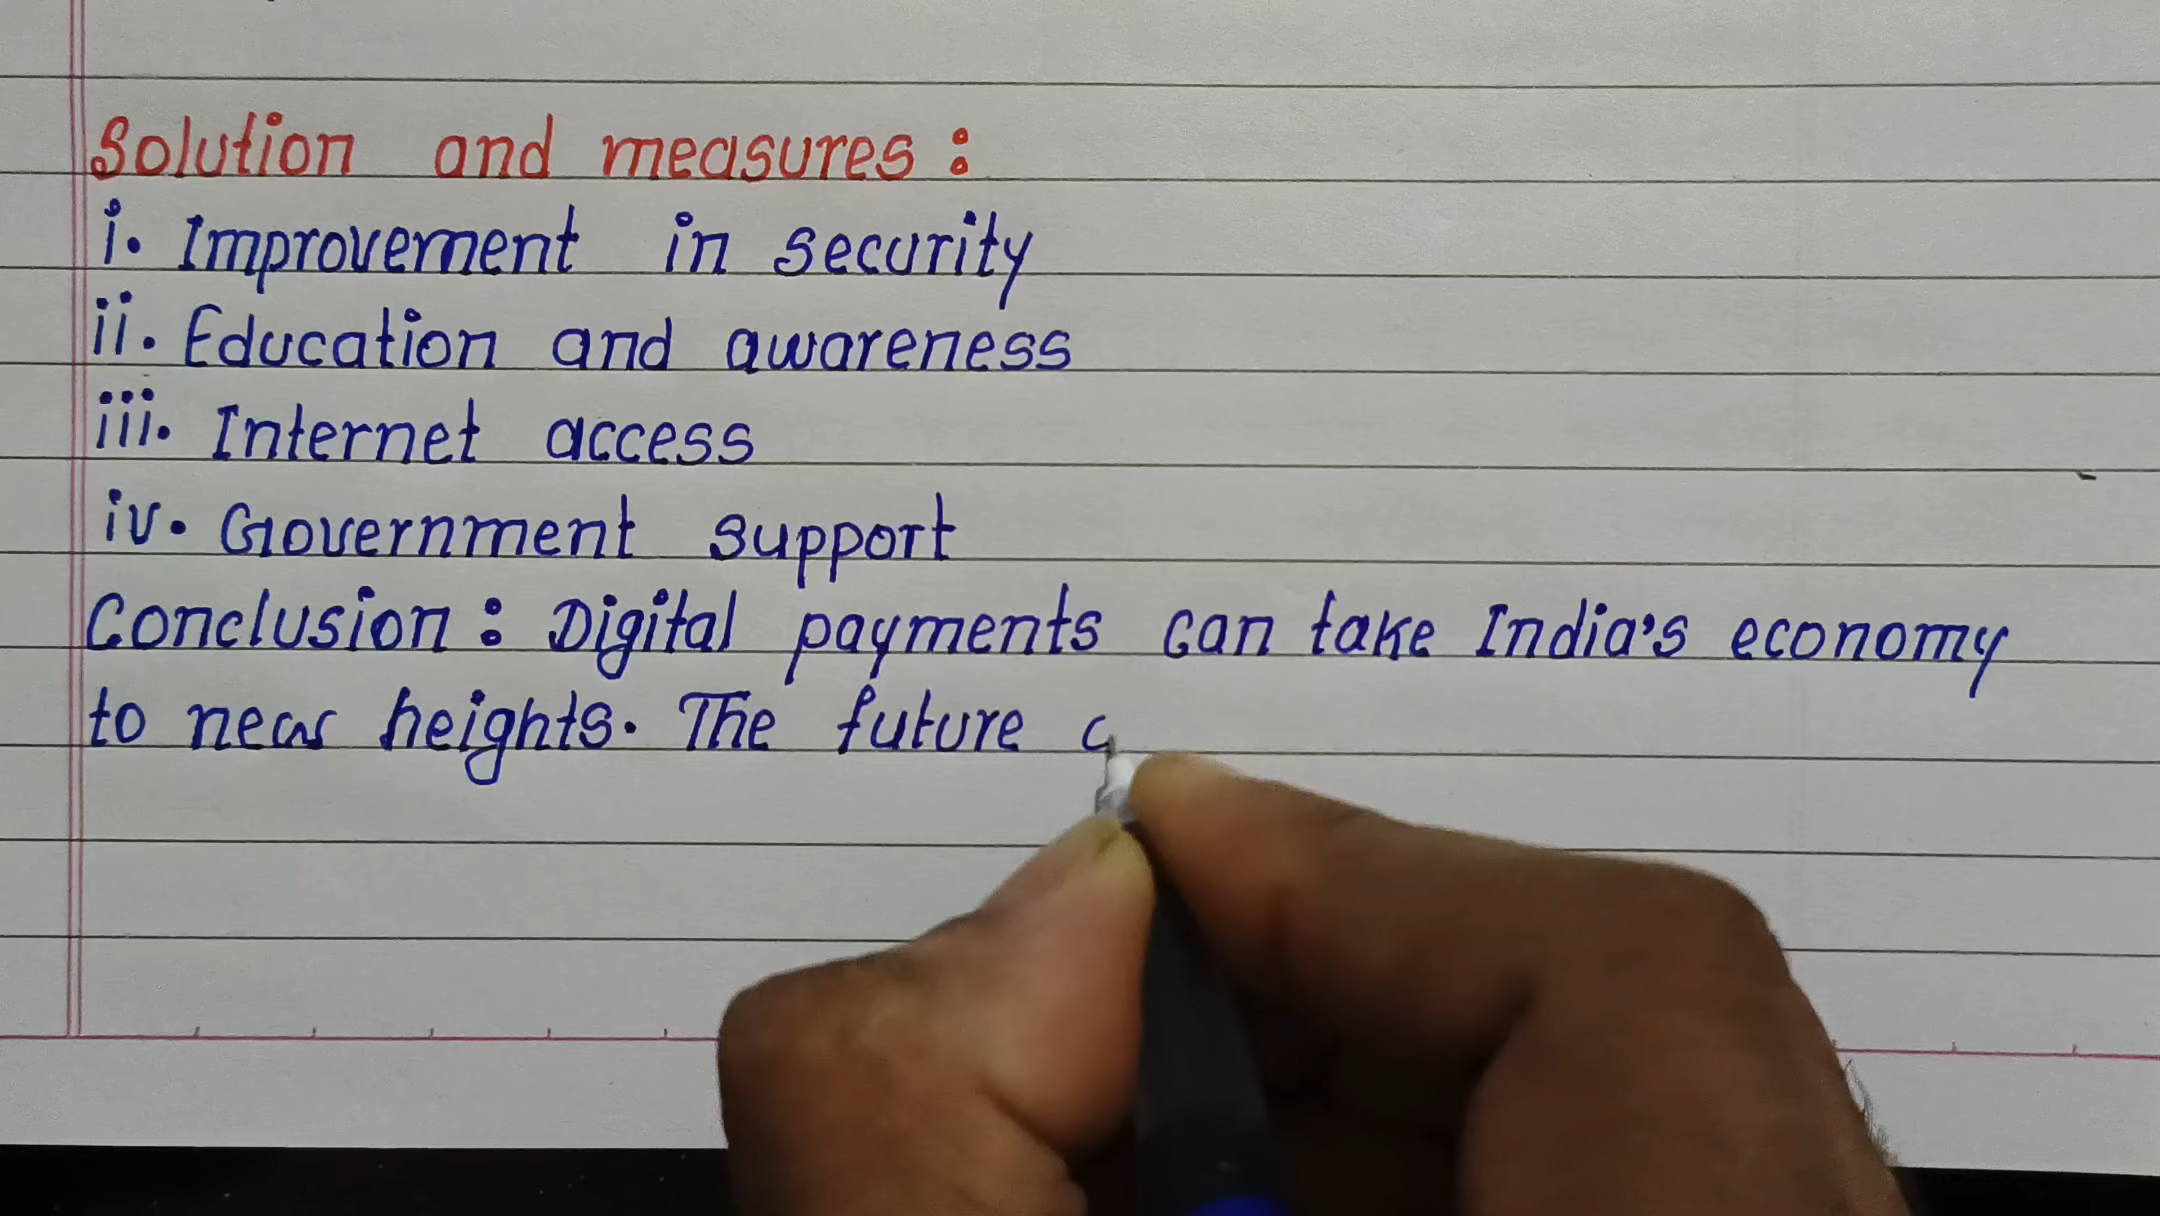 Solution and measures:
i. Improvement in security
ii. Education and awareness
iii. Internet access
iv. Government support
Conclusion: Digital payments can take India's economy
to new heights. The future